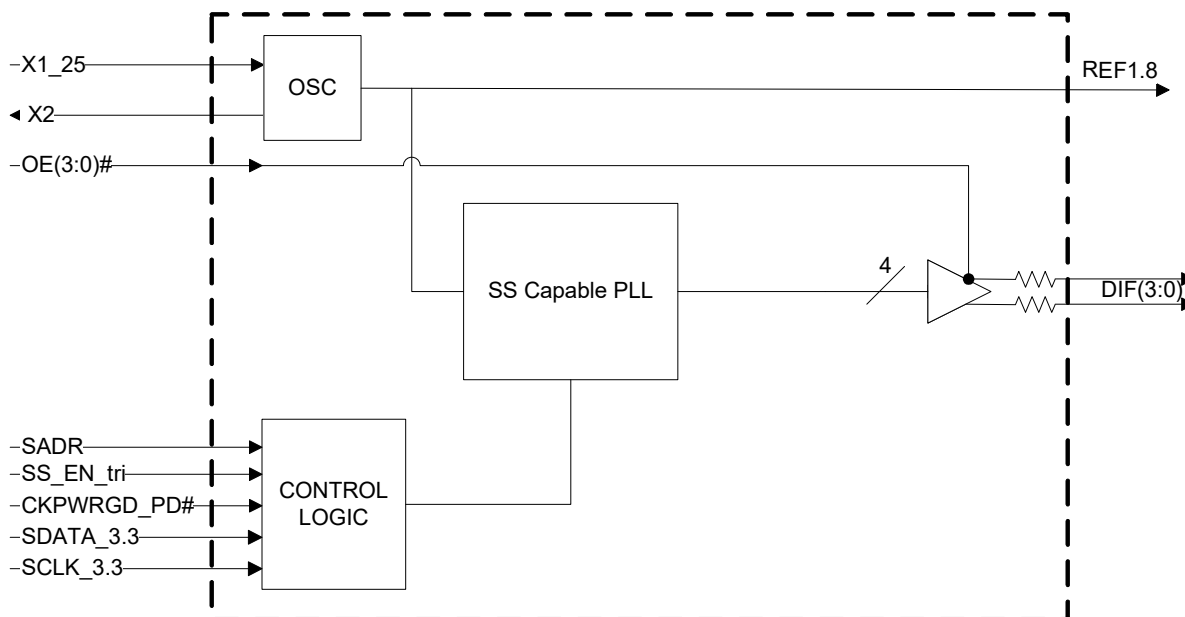 X1_25
OSC
REF1.8
X2
OE(3:0)#
4
SS Capable PLL
DIF(3:0)
SADR
SS_EN_tri
CKPWRGD_PD#
CONTROL
LOGIC
SDATA_3.3
SCLK_3.3